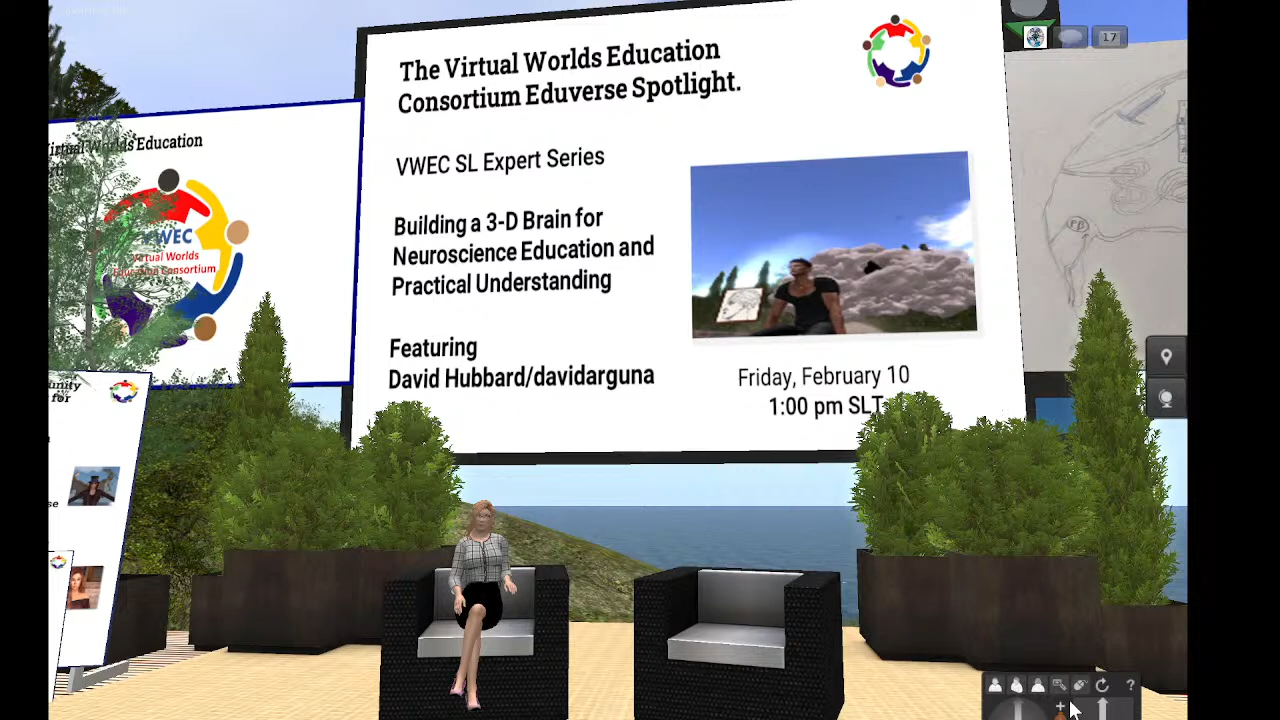 The Virtual Worlds Education
Consortium Eduverse Spotlight.
VWEC SL Expert Series
Building a 3-D Brain for
Neuroscience Education and
Practical Understanding
Featuring
David Hubbard/davidarguna
Friday, February 10
1:00 pm SLT
Virtual Worlds Education
VWEC
Virtual Worlds
Education Consortium
for
17
PB
?